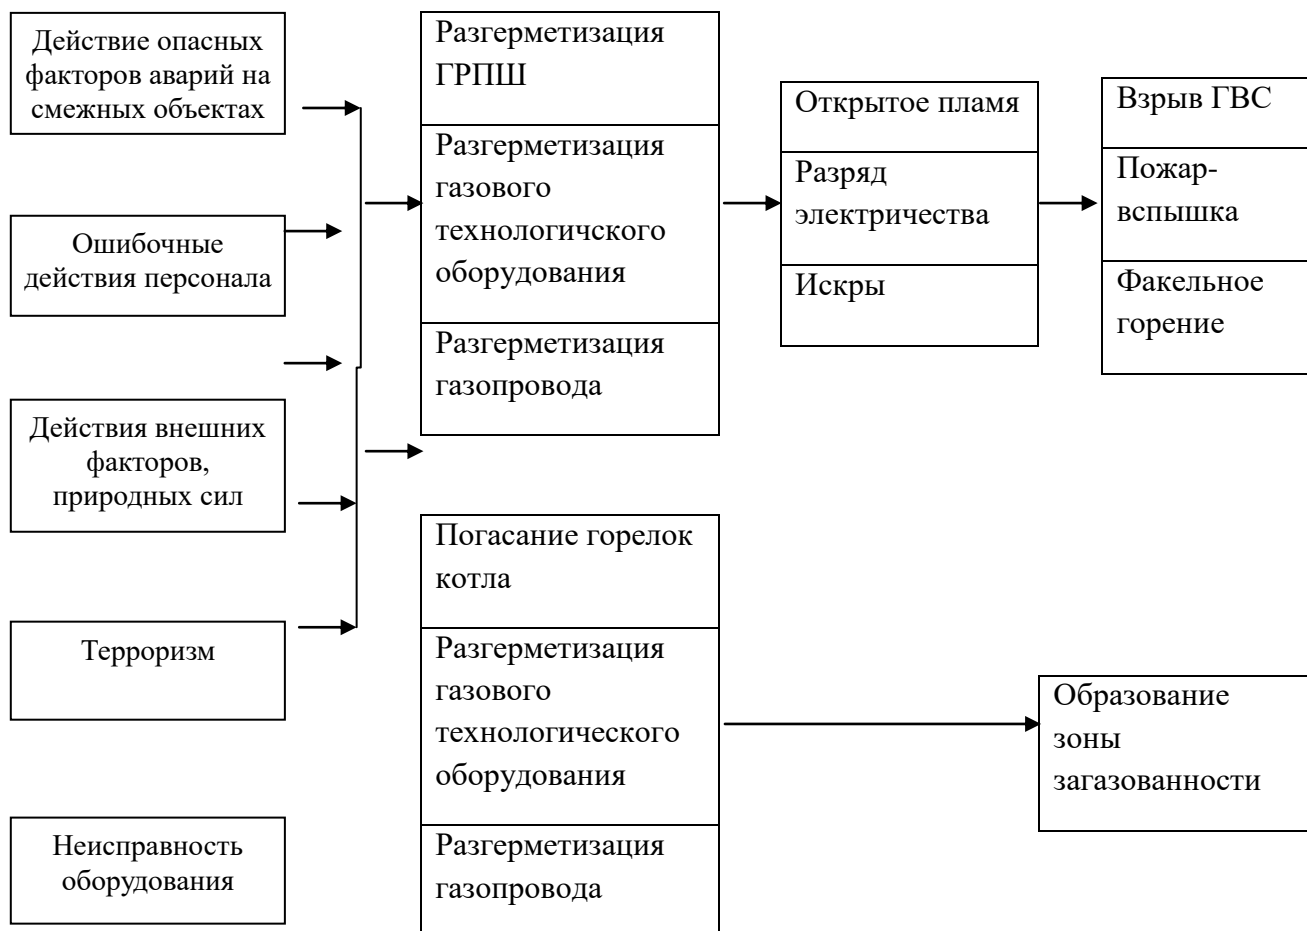 Действие опасных
факторов аварий на
смежных объектах
Ошибочные
действия персонала
Действия внешних
факторов,
природных сил
Терроризм
Неисправность
оборудования
Разгерметизация
ГРПШ
Разгерметизация
газового
технологичского
оборудования
Разгерметизация
газопровода
Погасание горелок
котла
Разгерметизация
газового
технологического
оборудования
Разгерметизация
газопровода
Открытое пламя
Разряд
электричества
Искры
Взрыв ГВС
Пожар-
вспышка
Факельное
горение
Образование
зоны
загазованности